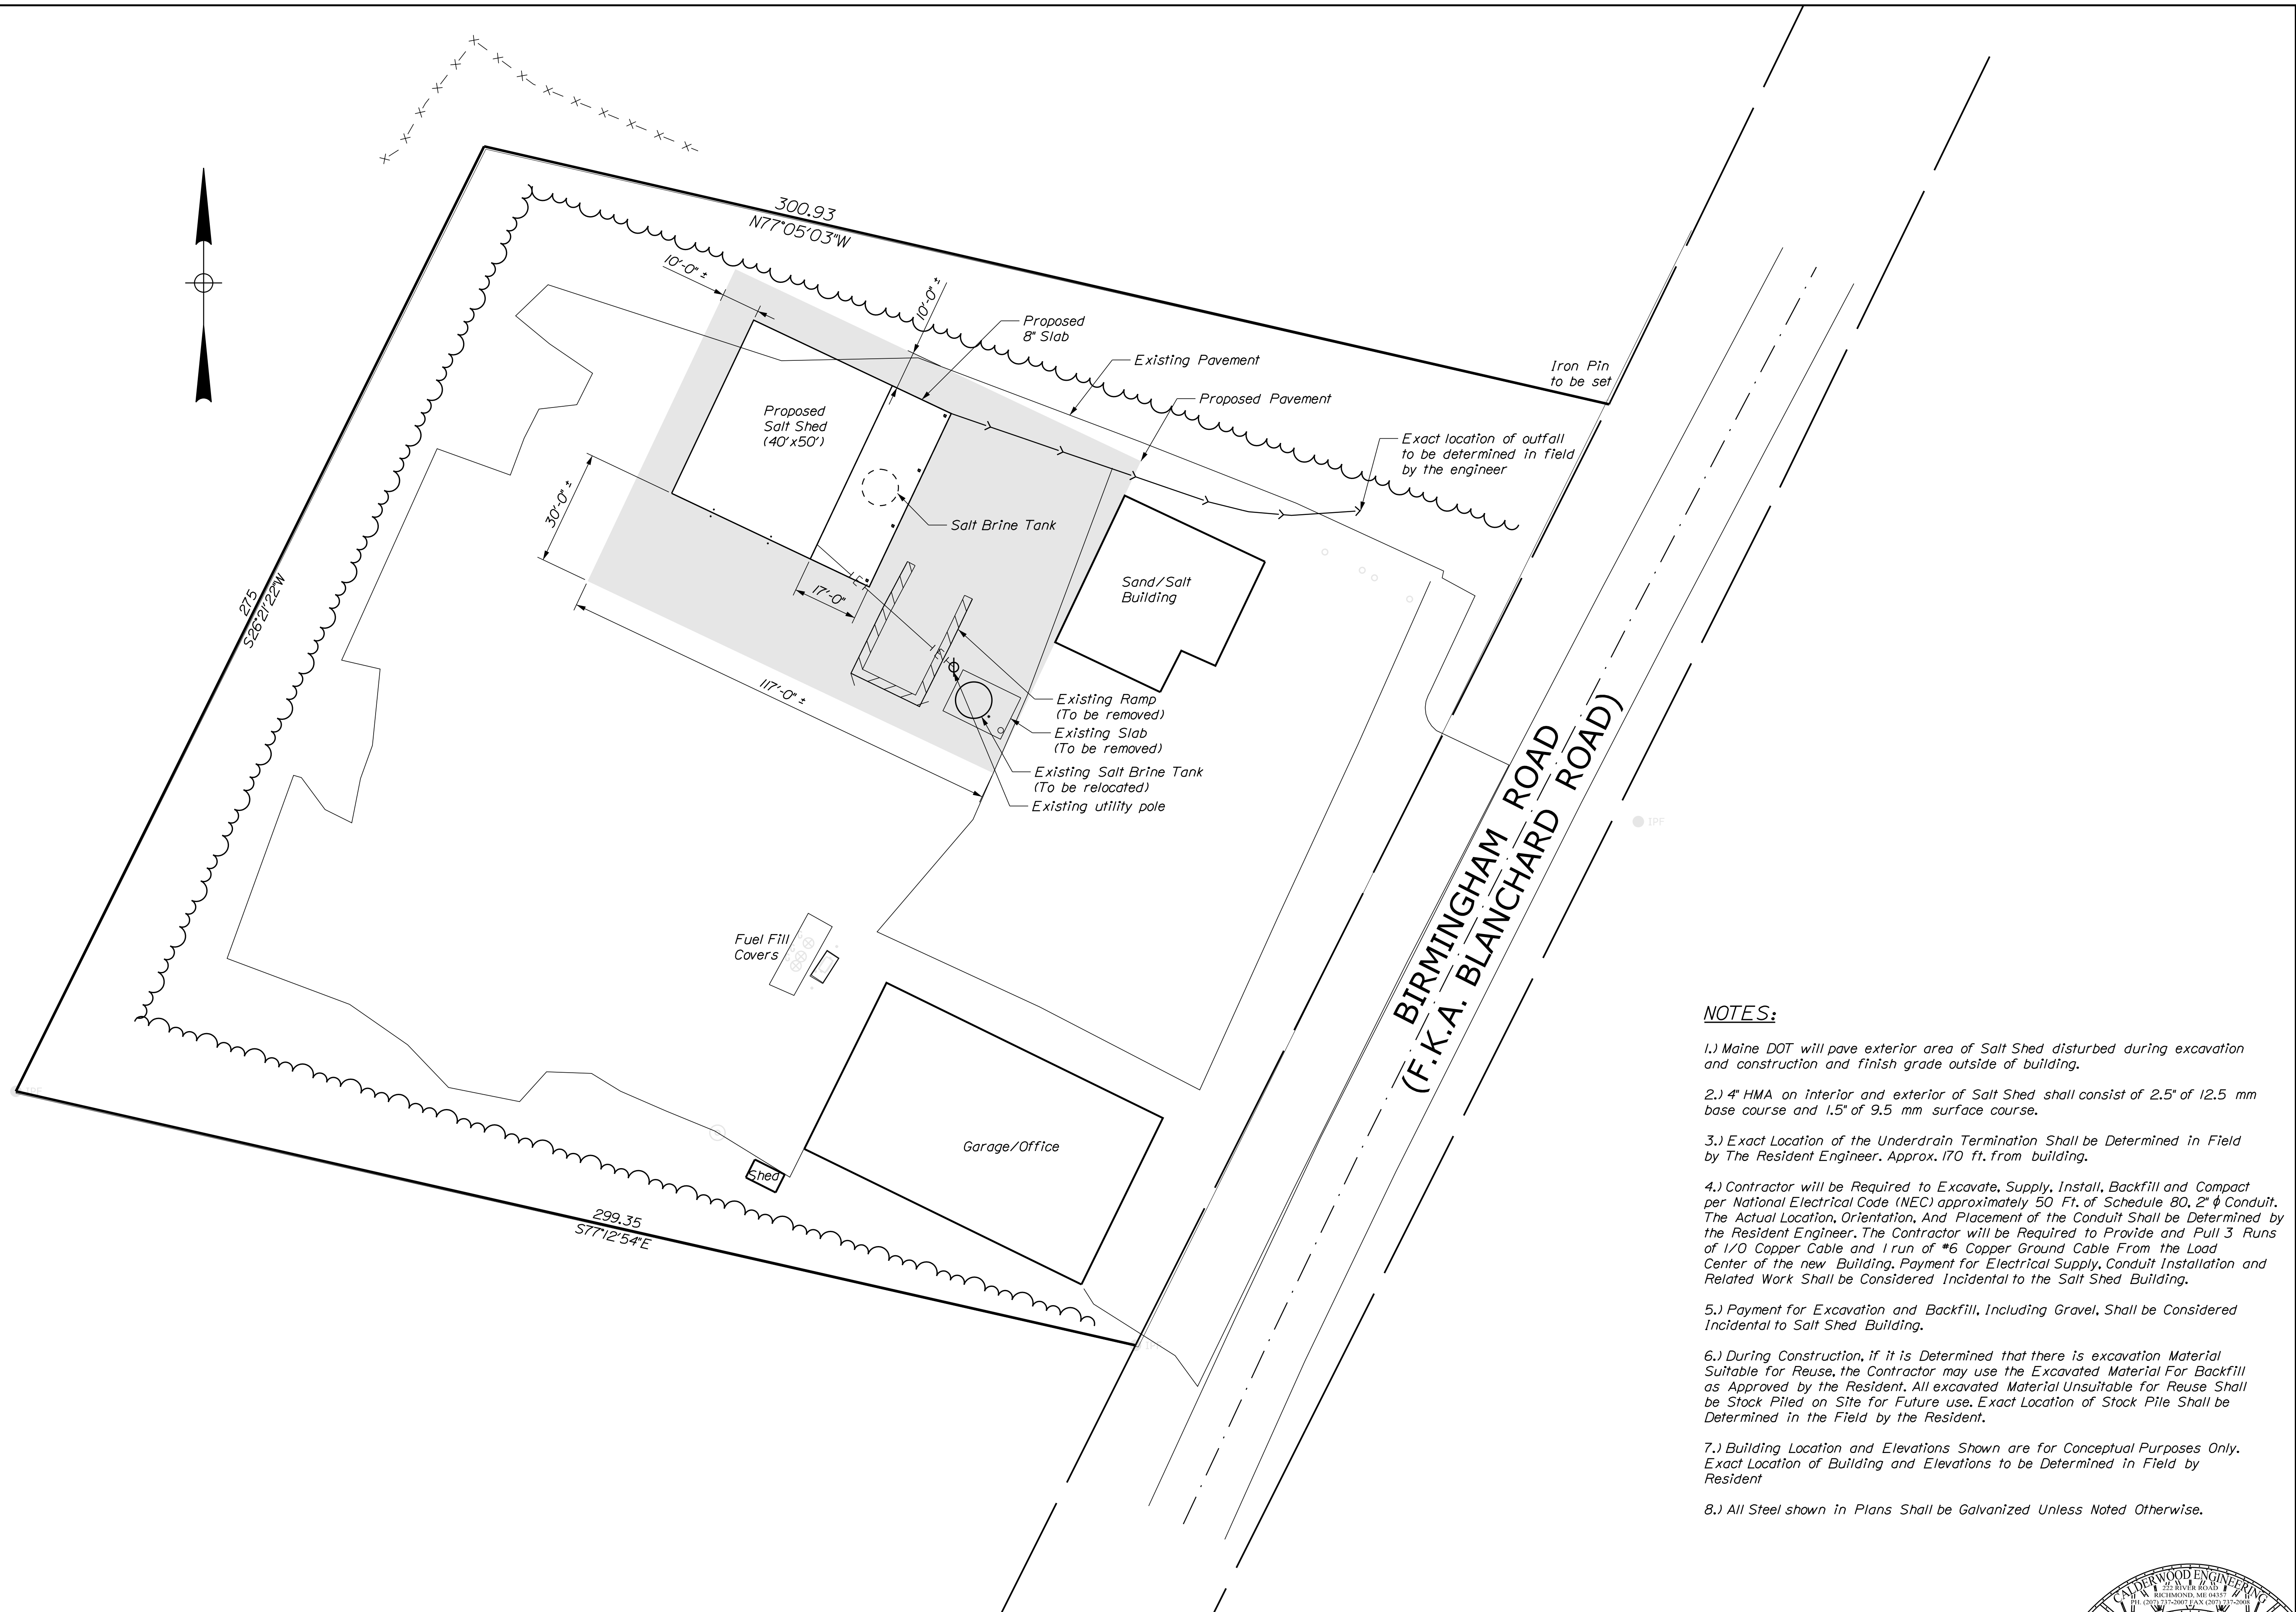 300.93
N77°05'03"W
10'-0" ±
10'-0" ±
Proposed
8" Slab
Existing Pavement
Iron Pin
to be set
Proposed Pavement
Proposed
Salt Shed
(40'x50')
Exact location of outfall
to be determined in field
by the engineer
30'-0" ±
Salt Brine Tank
Sand/Salt
Building
17'-0"
275
S26°21'22"W
117'-0" ±
E
E
Existing Ramp
(To be removed)
Existing Slab
(To be removed)
Existing Salt Brine Tank
(To be relocated)
Existing utility pole
BIRMINGHAM ROAD
(F.K.A. BLANCHARD ROAD)
IPF
Fuel Fill
Covers
IPF
Garage/Office
Shed
299.35
S77°12'54"E
NOTES:
1.) Maine DOT will pave exterior area of Salt Shed disturbed during excavation
and construction and finish grade outside of building.
2.) 4" HMA on interior and exterior of Salt Shed shall consist of 2.5" of 12.5 mm
base course and 1.5" of 9.5 mm surface course.
3.) Exact Location of the Underdrain Termination Shall be Determined in Field
by The Resident Engineer. Approx. 170 ft. from building.
4.) Contractor will be Required to Excavate, Supply, Install, Backfill and Compact
per National Electrical Code (NEC) approximately 50 Ft. of Schedule 80, 2" ϕ Conduit.
The Actual Location, Orientation, And Placement of the Conduit Shall be Determined by
the Resident Engineer. The Contractor will be Required to Provide and Pull 3 Runs
of 1/0 Copper Cable and 1 run of #6 Copper Ground Cable From the Load
Center of the new Building. Payment for Electrical Supply, Conduit Installation and
Related Work Shall be Considered Incidental to the Salt Shed Building.
5.) Payment for Excavation and Backfill, Including Gravel, Shall be Considered
Incidental to Salt Shed Building.
6.) During Construction, if it is Determined that there is excavation Material
Suitable for Reuse, the Contractor may use the Excavated Material For Backfill
as Approved by the Resident. All excavated Material Unsuitable for Reuse Shall
be Stock Piled on Site for Future use. Exact Location of Stock Pile Shall be
Determined in the Field by the Resident.
7.) Building Location and Elevations Shown are for Conceptual Purposes Only.
Exact Location of Building and Elevations to be Determined in Field by
Resident
8.) All Steel shown in Plans Shall be Galvanized Unless Noted Otherwise.
CALDERWOOD ENGINEERING
222 RIVER ROAD
RICHMOND, ME 04357
PH. (207) 737-2007 FAX (207) 737-2008